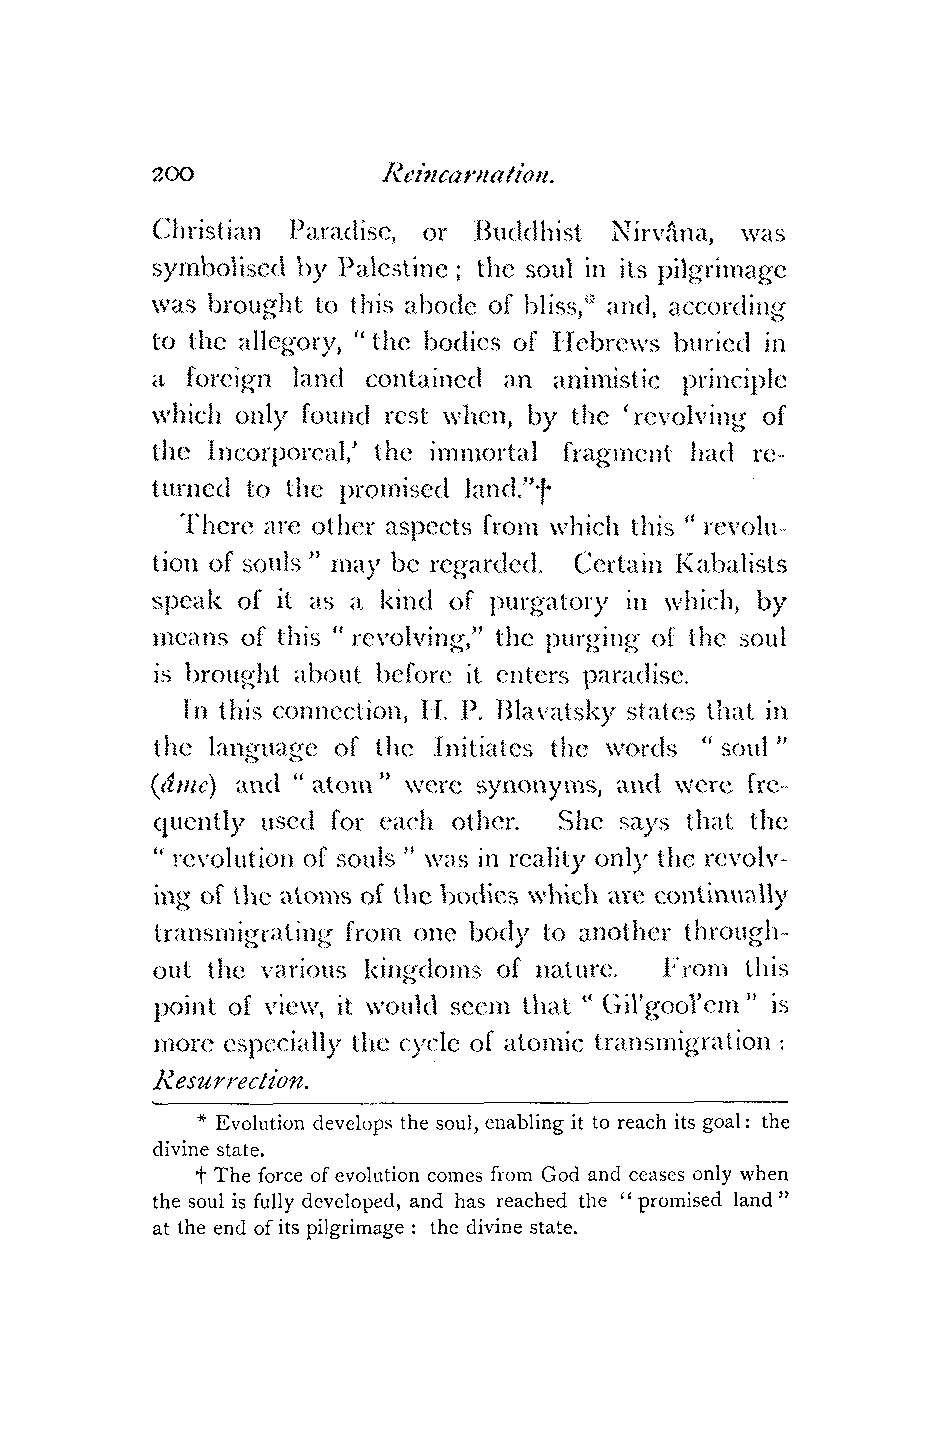 200 Reincarnation.
Christian Paradise, or Buddhist Nirvâna, was
symbolised by Palestine ; the soul in its pilgrimage
was brought to this abode of bliss,* and, according
to the allegory, “ the bodies of Hebrews buried in
a foreign land contained an animistic principle
which only found rest when, by the ‘ revolving of
the Incorporeal,’ the immortal fragment had re-
turned to the promised land.”†
There are other aspects from which this “ revolu-
tion of souls ” may be regarded. Certain Kabalists
speak of it as a kind of purgatory in which, by
means of this “ revolving,” the purging of the soul
is brought about before it enters paradise.
In this connection, H. P. Blavatsky states that in
the language of the Initiates the words “ soul ”
(âme) and “ atom ” were synonyms, and were fre-
quently used for each other. She says that the
“ revolution of souls ” was in reality only the revolv-
ing of the atoms of the bodies which are continually
transmigrating from one body to another through-
out the various kingdoms of nature. From this
point of view, it would seem that “ Gil’gool’em ” is
more especially the cycle of atomic transmigration :
Resurrection.
* Evolution develops the soul, enabling it to reach its goal : the
divine state.
† The force of evolution comes from God and ceases only when
the soul is fully developed, and has reached the “ promised land ”
at the end of its pilgrimage : the divine state.